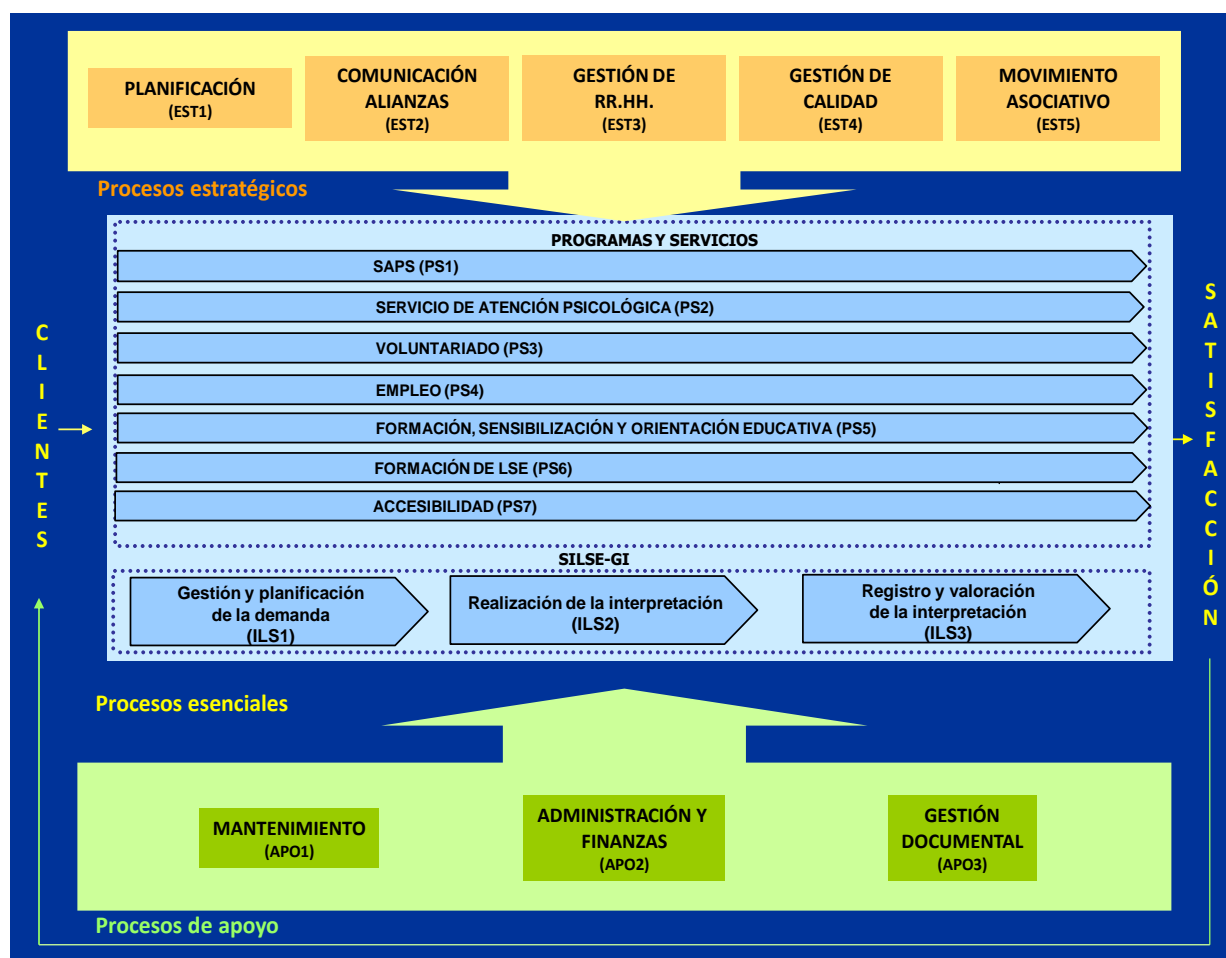 PLANIFICACIÓN
(EST1)
COMUNICACIÓN
ALIANZAS
(EST2)
GESTIÓN DE
RR.HH.
(EST3)
GESTIÓN DE
CALIDAD
(EST4)
MOVIMIENTO
ASOCIATIVO
(EST5)
Procesos estratégicos
CLIENTES
PROGRAMAS Y SERVICIOS
SAPS (PS1)
SERVICIO DE ATENCIÓN PSICOLÓGICA (PS2)
VOLUNTARIADO (PS3)
EMPLEO (PS4)
FORMACIÓN, SENSIBILIZACIÓN Y ORIENTACIÓN EDUCATIVA (PS5)
FORMACIÓN DE LSE (PS6)
ACCESIBILIDAD (PS7)
SILSE-GI
Gestión y planificación
de la demanda
(ILS1)
Realización de la interpretación
(ILS2)
Registro y valoración
de la interpretación
(ILS3)
SATISFACCIÓN
Procesos esenciales
MANTENIMIENTO
(APO1)
ADMINISTRACIÓN Y
FINANZAS
(APO2)
GESTIÓN
DOCUMENTAL
(APO3)
Procesos de apoyo